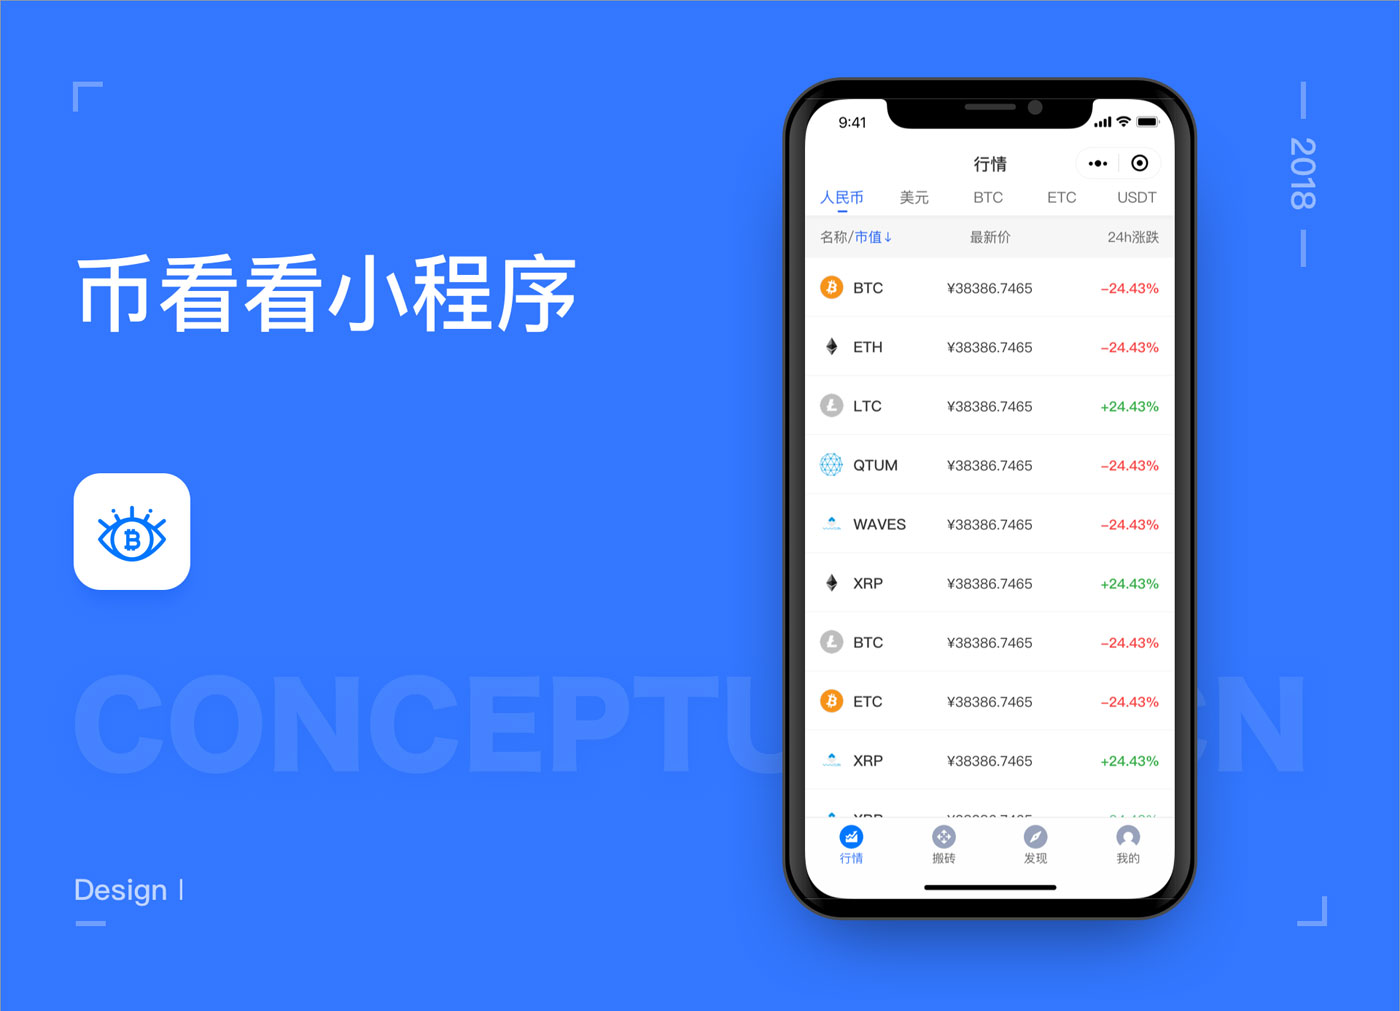 2018
币看看小程序
CONCEPTU
CN
Design
9:41
行情
人民币 美元 BTC ETC USDT
名称/市值↓ 最新价 24h涨跌
BTC ¥38386.7465 -24.43%
ETH ¥38386.7465 -24.43%
LTC ¥38386.7465 +24.43%
QTUM ¥38386.7465 -24.43%
WAVES ¥38386.7465 -24.43%
XRP ¥38386.7465 +24.43%
BTC ¥38386.7465 -24.43%
ETC ¥38386.7465 -24.43%
XRP ¥38386.7465 +24.43%
行情 搬砖 发现 我的